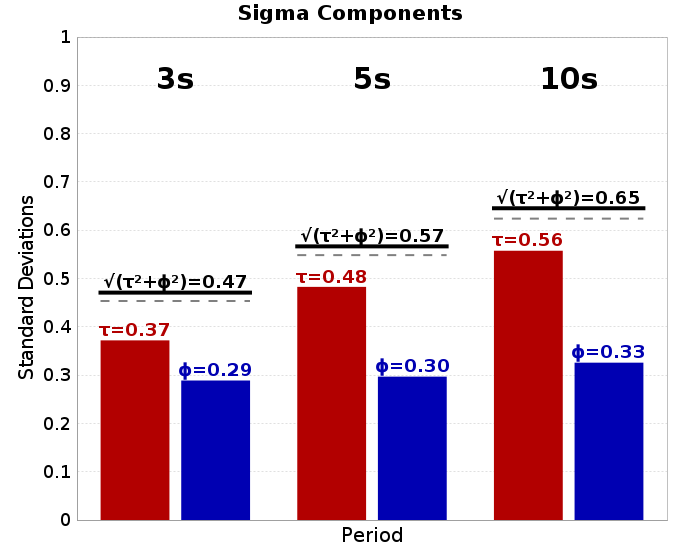 Sigma Components
1
0.9
0.8
0.7
0.6
0.5
0.4
0.3
0.2
0.1
0
Standard Deviations
3s
5s
10s
√(τ²+ϕ²)=0.47
τ=0.37
ϕ=0.29
√(τ²+ϕ²)=0.57
τ=0.48
ϕ=0.30
√(τ²+ϕ²)=0.65
τ=0.56
ϕ=0.33
Period